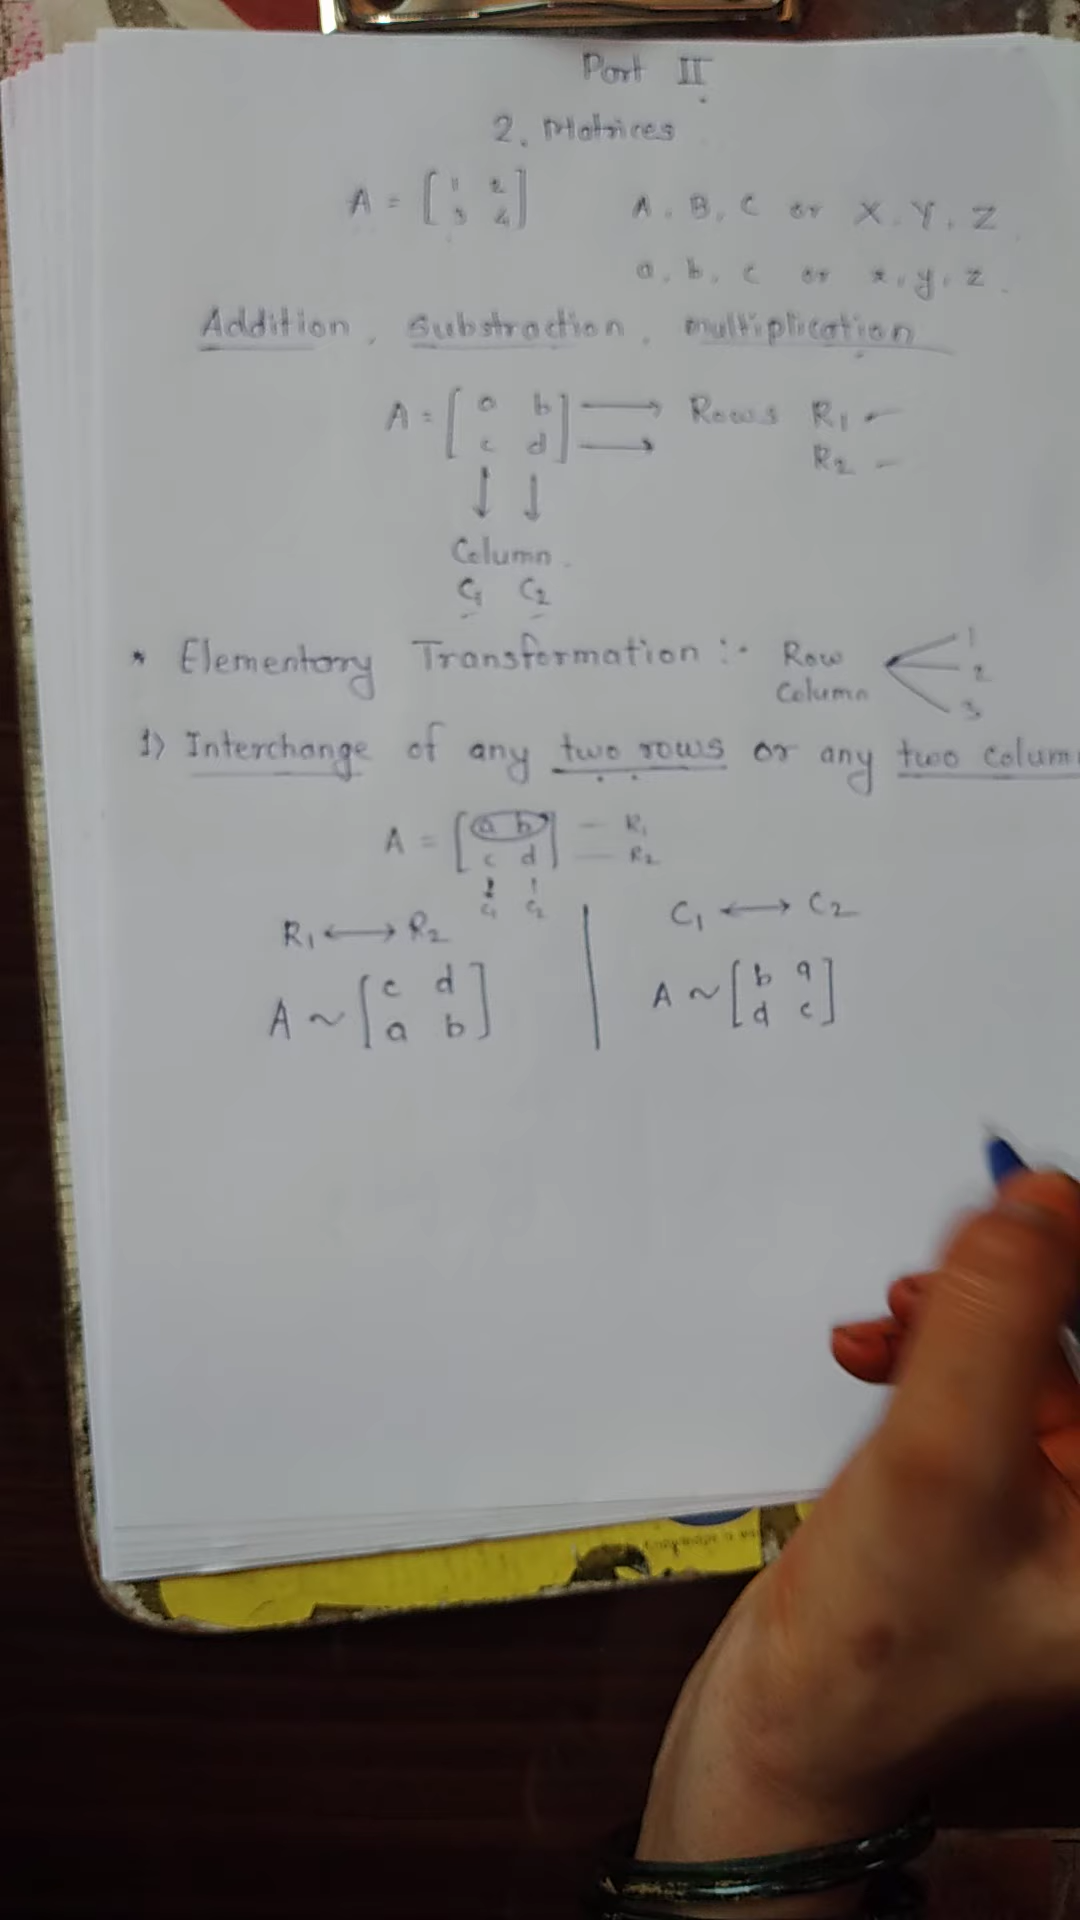 Part II
2. Matrices
A = [1 2 3 4] A, B, C or X, Y, Z
a, b, c or x, y, z.
Addition, Substraction, multiplication
A = [a b → Rows R1
c d] → R2
↓ ↓
Column
C1 C2
* Elementary Transformation :- Row 1
Column 2
3
1) Interchange of any two rows or any two colum
A = [a b — R1
c d] — R2
C1 C2
R1 ↔ R2 C1 ↔ C2
A ~ [c d A ~ [b a
a b] d c]